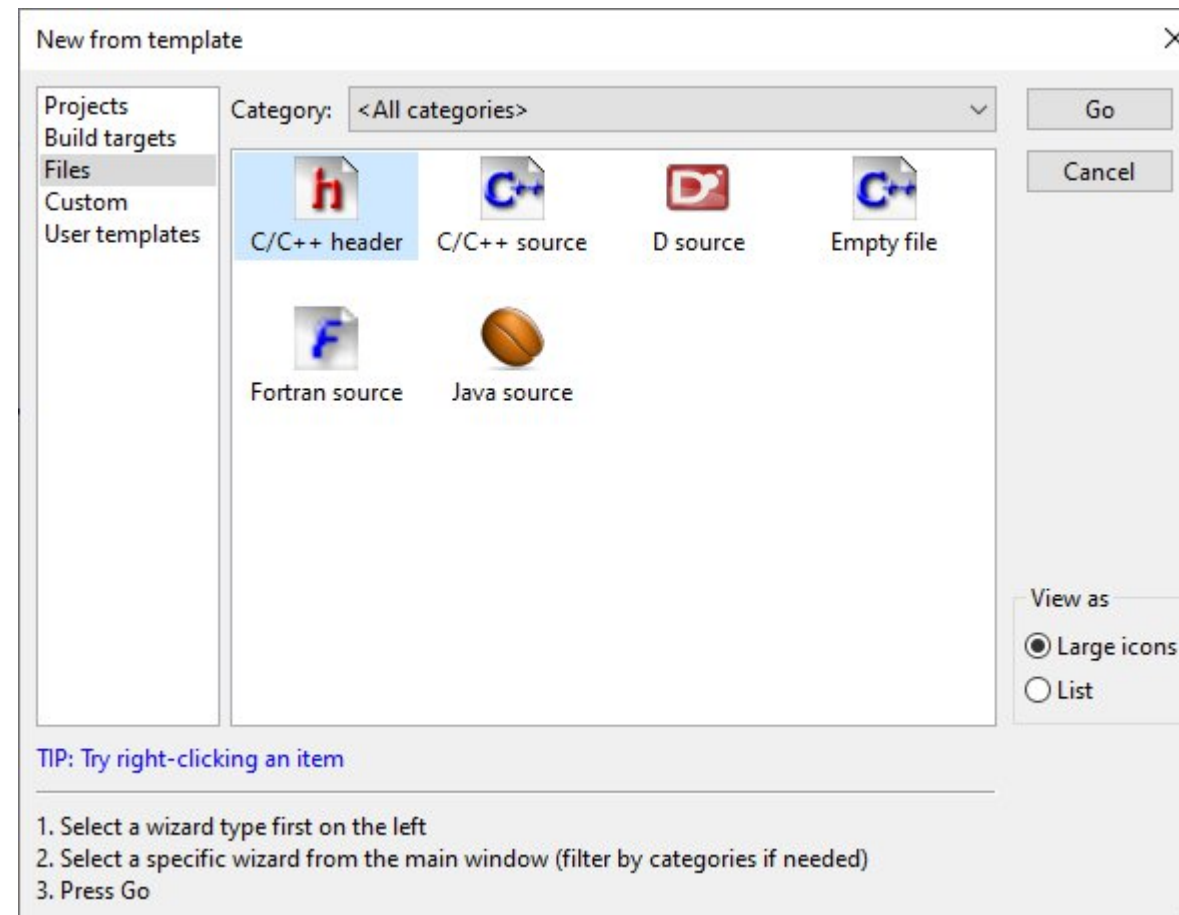 New from template
Projects
Build targets
Files
Custom
User templates
Category: <All categories>
Go
Cancel
h
C++
D
C++
C/C++ header
C/C++ source
D source
Empty file
F
Fortran source
Java source
View as
Large icons
List
TIP: Try right-clicking an item
1. Select a wizard type first on the left
2. Select a specific wizard from the main window (filter by categories if needed)
3. Press Go